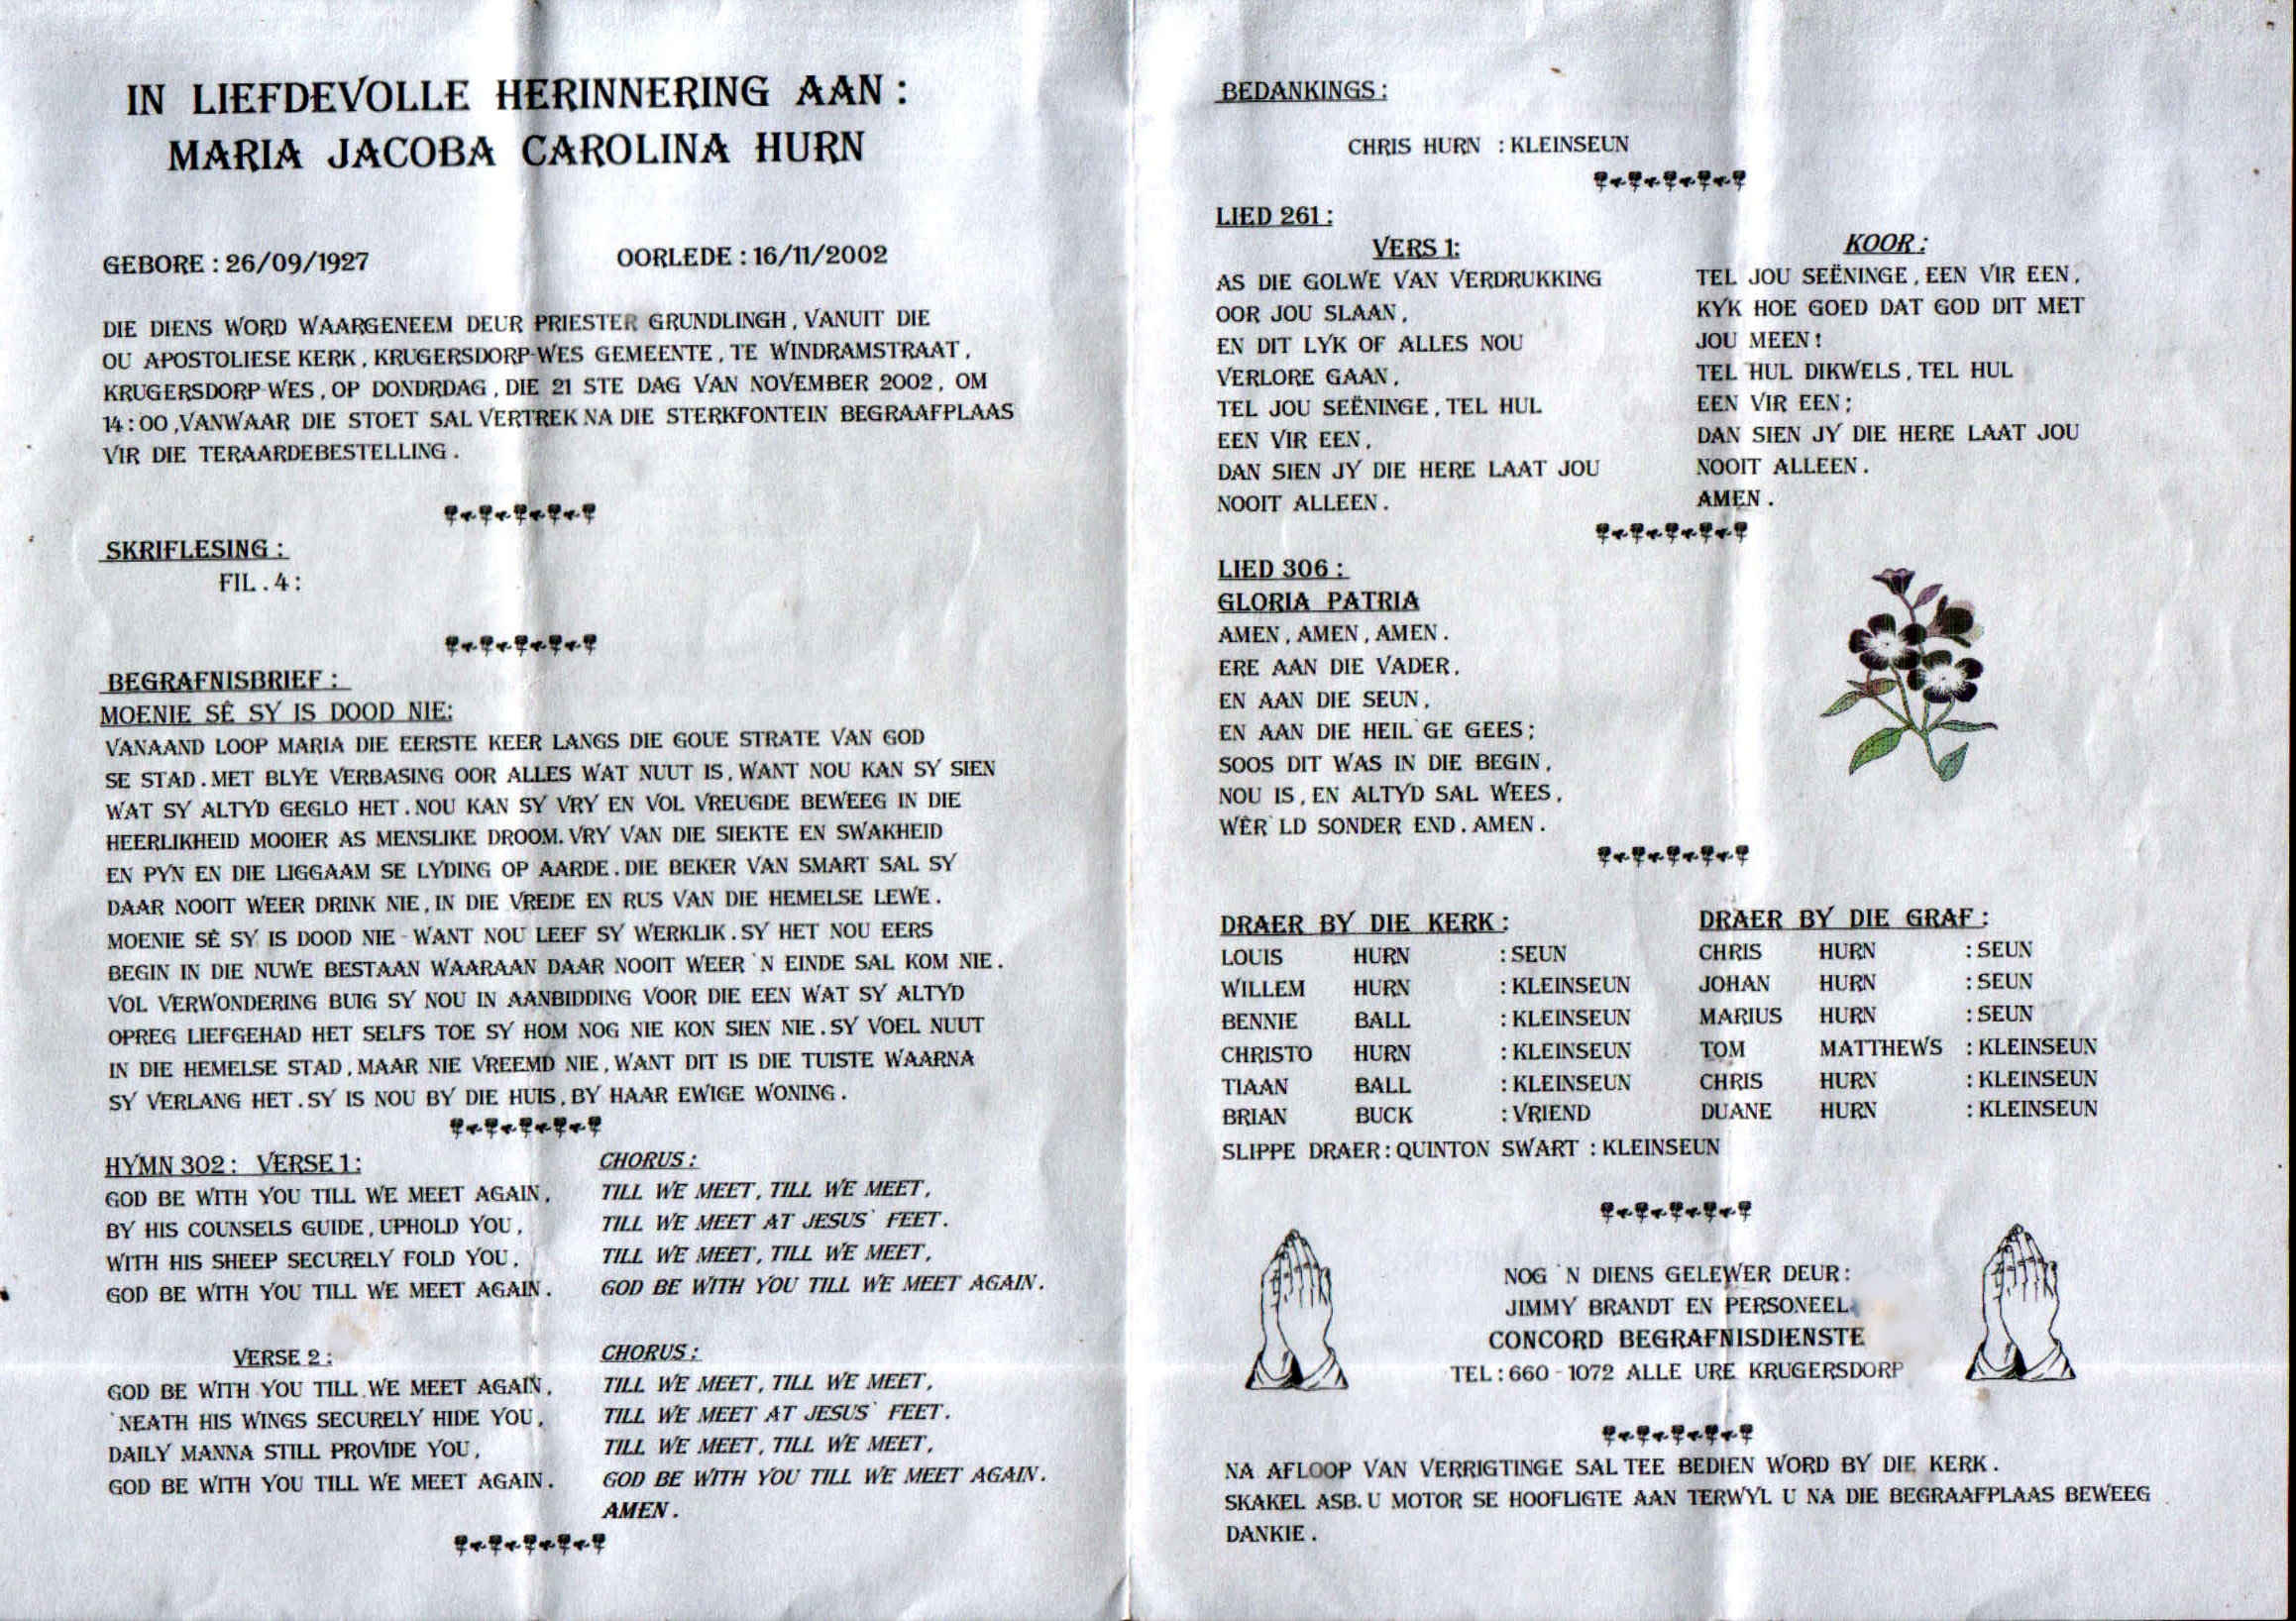 IN LIEFDEVOLLE HERINNERING AAN :
MARIA JACOBA CAROLINA HURN
GEBORE : 26/09/1927
OORLEDE : 16/11/2002
DIE DIENS WORD WAARGENEEM DEUR PRIESTER GRUNDLINGH , VANUIT DIE
OU APOSTOLIESE KERK , KRUGERSDORP-WES GEMEENTE , TE WINDRAMSTRAAT ,
KRUGERSDORP-WES , OP DONDRDAG , DIE 21 STE DAG VAN NOVEMBER 2002 , OM
14 : 00 ,VANWAAR DIE STOET SAL VERTREK NA DIE STERKFONTEIN BEGRAAFPLAAS
VIR DIE TERAARDEBESTELLING .
SKRIFLESING :
FIL . 4 :
BEGRAFNISBRIEF :
MOENIE SÊ SY IS DOOD NIE:
VANAAND LOOP MARIA DIE EERSTE KEER LANGS DIE GOUE STRATE VAN GOD
SE STAD . MET BLYE VERBASING OOR ALLES WAT NUUT IS , WANT NOU KAN SY SIEN
WAT SY ALTYD GEGLO HET . NOU KAN SY VRY EN VOL VREUGDE BEWEEG IN DIE
HEERLIKHEID MOOIER AS MENSLIKE DROOM. VRY VAN DIE SIEKTE EN SWAKHEID
EN PYN EN DIE LIGGAAM SE LYDING OP AARDE . DIE BEKER VAN SMART SAL SY
DAAR NOOIT WEER DRINK NIE , IN DIE VREDE EN RUS VAN DIE HEMELSE LEWE .
MOENIE SÊ SY IS DOOD NIE - WANT NOU LEEF SY WERKLIK . SY HET NOU EERS
BEGIN IN DIE NUWE BESTAAN WAARAAN DAAR NOOIT WEER 'N EINDE SAL KOM NIE .
VOL VERWONDERING BUIG SY NOU IN AANBIDDING VOOR DIE EEN WAT SY ALTYD
OPREG LIEFGEHAD HET SELFS TOE SY HOM NOG NIE KON SIEN NIE . SY VOEL NUUT
IN DIE HEMELSE STAD , MAAR NIE VREEMD NIE , WANT DIT IS DIE TUISTE WAARNA
SY VERLANG HET . SY IS NOU BY DIE HUIS , BY HAAR EWIGE WONING .
HYMN 302 : VERSE 1 :
GOD BE WITH YOU TILL WE MEET AGAIN ,
BY HIS COUNSELS GUIDE , UPHOLD YOU ,
WITH HIS SHEEP SECURELY FOLD YOU ,
GOD BE WITH YOU TILL WE MEET AGAIN .
CHORUS :
TILL WE MEET , TILL WE MEET ,
TILL WE MEET AT JESUS' FEET .
TILL WE MEET , TILL WE MEET ,
GOD BE WITH YOU TILL WE MEET AGAIN .
VERSE 2 :
GOD BE WITH YOU TILL WE MEET AGAIN ,
'NEATH HIS WINGS SECURELY HIDE YOU ,
DAILY MANNA STILL PROVIDE YOU ,
GOD BE WITH YOU TILL WE MEET AGAIN .
CHORUS :
TILL WE MEET , TILL WE MEET ,
TILL WE MEET AT JESUS' FEET .
TILL WE MEET , TILL WE MEET ,
GOD BE WITH YOU TILL WE MEET AGAIN .
AMEN .
BEDANKINGS :
CHRIS HURN : KLEINSEUN
LIED 261 :
VERS 1:
AS DIE GOLWE VAN VERDRUKKING
OOR JOU SLAAN ,
EN DIT LYK OF ALLES NOU
VERLORE GAAN ,
TEL JOU SEËNINGE , TEL HUL
EEN VIR EEN ,
DAN SIEN JY DIE HERE LAAT JOU
NOOIT ALLEEN .
KOOR :
TEL JOU SEËNINGE , EEN VIR EEN ,
KYK HOE GOED DAT GOD DIT MET
JOU MEEN !
TEL HUL DIKWELS , TEL HUL
EEN VIR EEN ;
DAN SIEN JY DIE HERE LAAT JOU
NOOIT ALLEEN .
AMEN .
LIED 306 :
GLORIA PATRIA
AMEN , AMEN , AMEN .
ERE AAN DIE VADER ,
EN AAN DIE SEUN ,
EN AAN DIE HEIL'GE GEES ;
SOOS DIT WAS IN DIE BEGIN ,
NOU IS , EN ALTYD SAL WEES ,
WÊR'LD SONDER END . AMEN .
DRAER BY DIE KERK :
LOUIS HURN : SEUN
WILLEM HURN : KLEINSEUN
BENNIE BALL : KLEINSEUN
CHRISTO HURN : KLEINSEUN
TIAAN BALL : KLEINSEUN
BRIAN BUCK : VRIEND
DRAER BY DIE GRAF :
CHRIS HURN : SEUN
JOHAN HURN : SEUN
MARIUS HURN : SEUN
TOM MATTHEWS : KLEINSEUN
CHRIS HURN : KLEINSEUN
DUANE HURN : KLEINSEUN
SLIPPE DRAER : QUINTON SWART : KLEINSEUN
NOG 'N DIENS GELEWER DEUR :
JIMMY BRANDT EN PERSONEEL
CONCORD BEGRAFNISDIENSTE
TEL : 660 - 1072 ALLE URE KRUGERSDORP
NA AFLOOP VAN VERRIGTINGE SAL TEE BEDIEN WORD BY DIE KERK .
SKAKEL ASB. U MOTOR SE HOOFLIGTE AAN TERWYL U NA DIE BEGRAAFPLAAS BEWEEG
DANKIE .